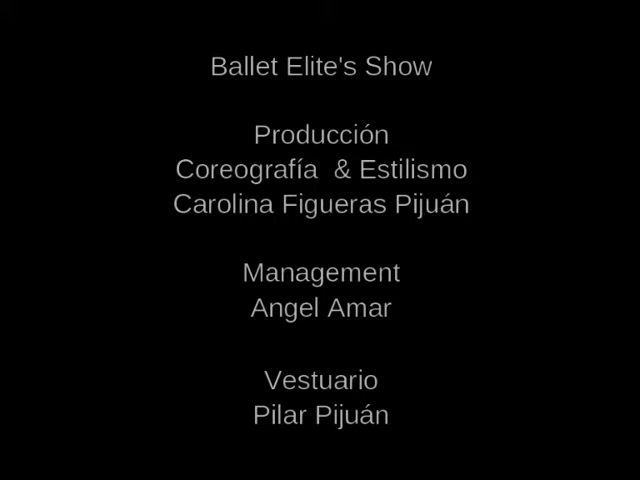 Ballet Elite's Show
Producción
Coreografía & Estilismo
Carolina Figueras Pijuán
Management
Angel Amar
Vestuario
Pilar Pijuán